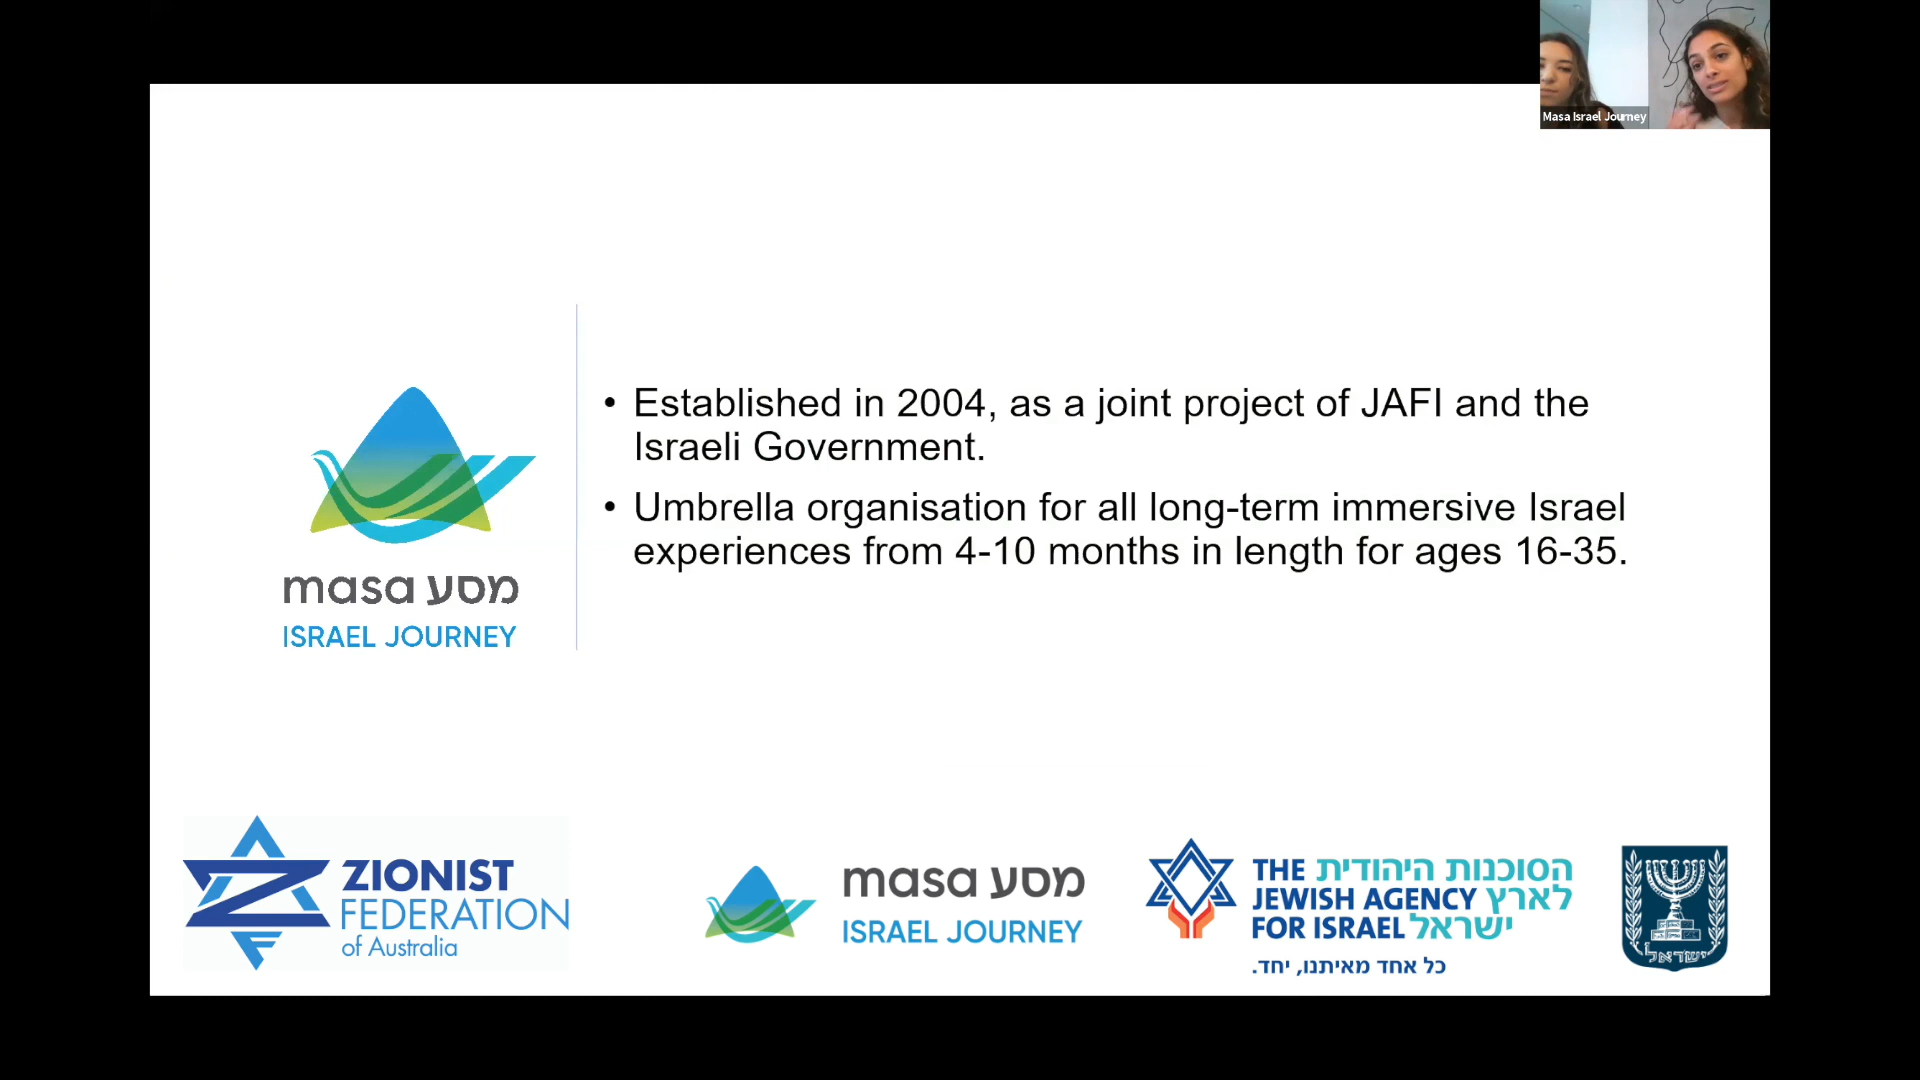 Masa Israel Journey
• Established in 2004, as a joint project of JAFI and the
Israeli Government.
• Umbrella organisation for all long-term immersive Israel
experiences from 4-10 months in length for ages 16-35.
masa מסע
ISRAEL JOURNEY
ZIONIST
FEDERATION
of Australia
masa מסע
ISRAEL JOURNEY
THE הסוכנות היהודית
JEWISH AGENCY לארץ
FOR ISRAEL ישראל
כל אחד מאיתנו, יחד.
ישראל